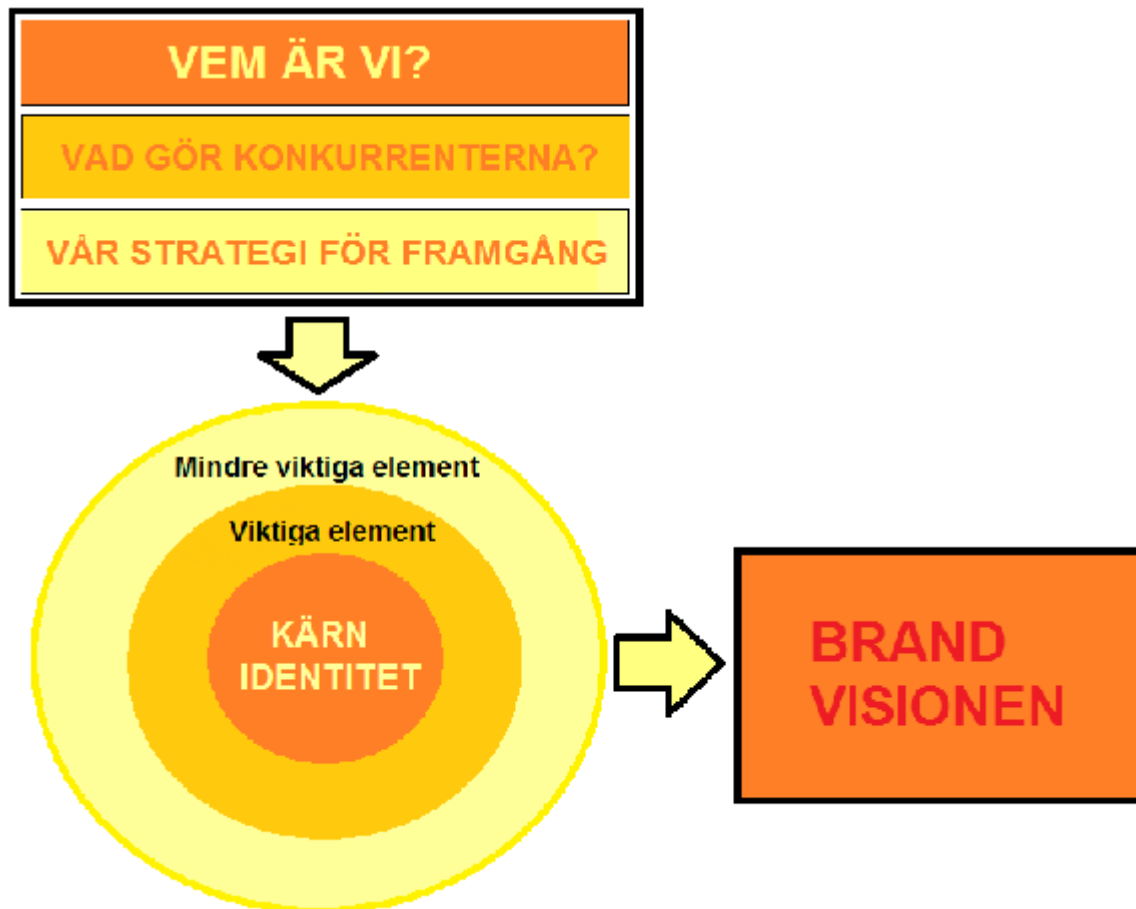 VEM ÄR VI?
VAD GÖR KONKURRENTERNA?
VÅR STRATEGI FÖR FRAMGÅNG
Mindre viktiga element
Viktiga element
KÄRN
IDENTITET
BRAND
VISIONEN